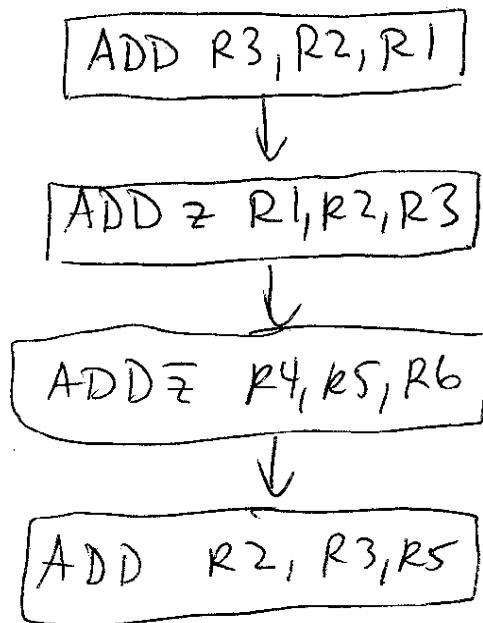 ADD R3, R2, R1
ADD z R1, R2, R3
ADD z̅ R4, R5, R6
ADD R2, R3, R5